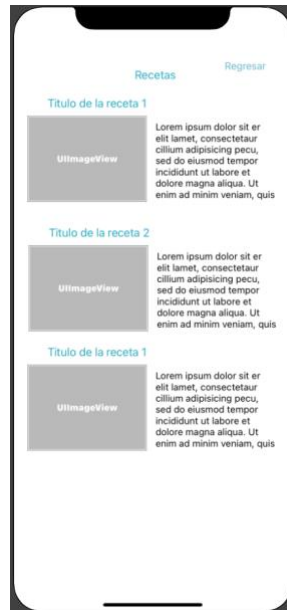 Regresar
Recetas
Titulo de la receta 1
UIImageView
Lorem ipsum dolor sit er
elit lamet, consectetaur
cillium adipisicing pecu,
sed do eiusmod tempor
incididunt ut labore et
dolore magna aliqua. Ut
enim ad minim veniam, quis
Titulo de la receta 2
UIImageView
Lorem ipsum dolor sit er
elit lamet, consectetaur
cillium adipisicing pecu,
sed do eiusmod tempor
incididunt ut labore et
dolore magna aliqua. Ut
enim ad minim veniam, quis
Titulo de la receta 1
UIImageView
Lorem ipsum dolor sit er
elit lamet, consectetaur
cillium adipisicing pecu,
sed do eiusmod tempor
incididunt ut labore et
dolore magna aliqua. Ut
enim ad minim veniam, quis